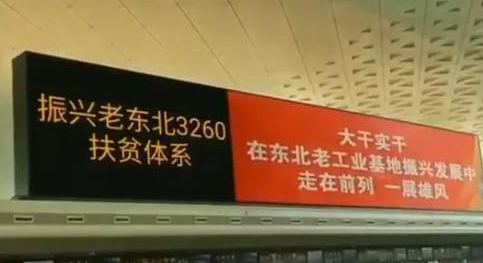 振兴老东北3260
扶贫体系
大干实干
在东北老工业基地振兴发展中
走在前列 一展雄风